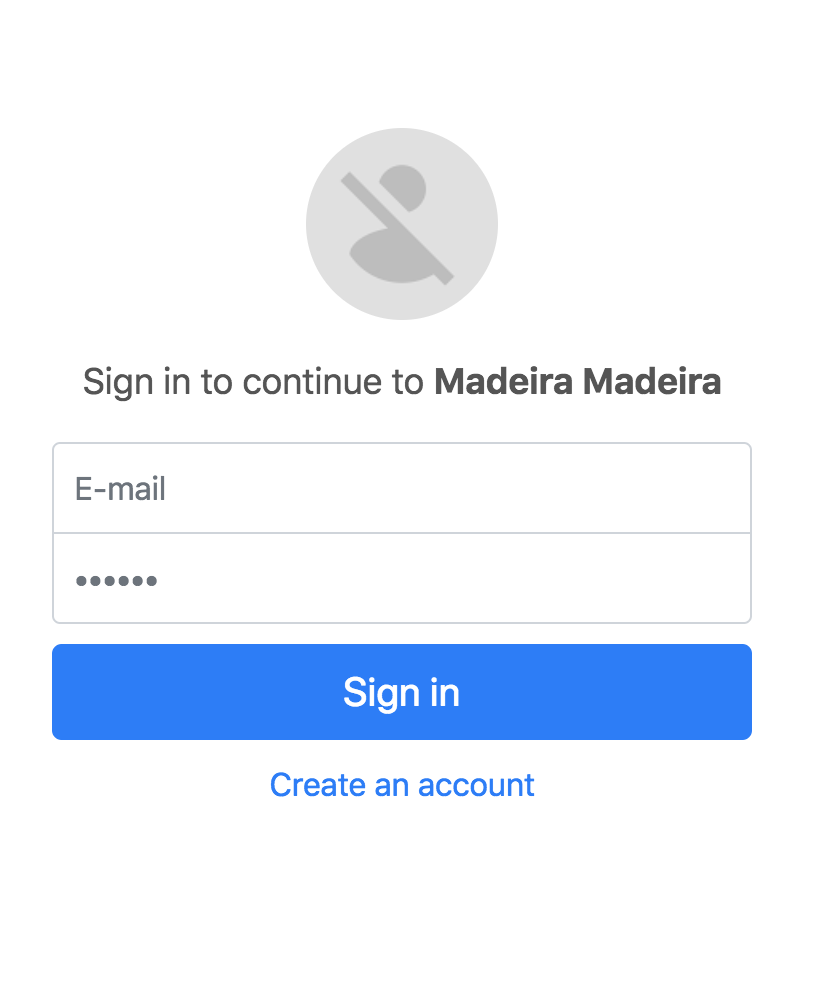 Sign in to continue to Madeira Madeira
E-mail
••••••
Sign in
Create an account